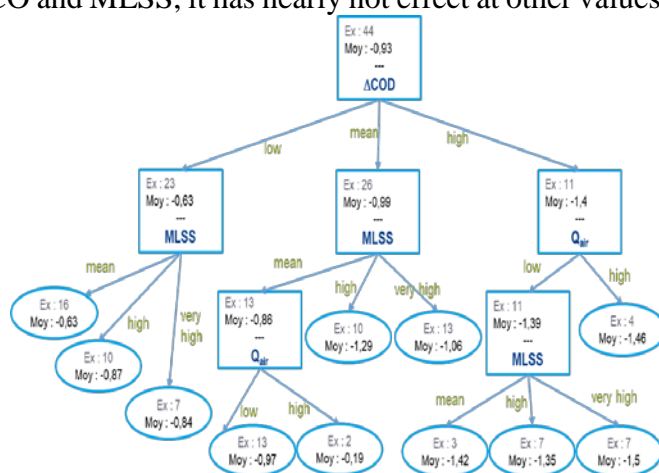 CO and MLSS, it has nearly not effect at other values
Ex : 44
Moy : -0,93
---
ΔCOD
low
mean
high
Ex : 23
Moy : -0,63
---
MLSS
Ex : 26
Moy : -0,99
---
MLSS
Ex : 11
Moy : -1,4
---
Qair
mean
high
very
high
mean
high
very high
low
high
Ex : 16
Moy : -0,63
Ex : 10
Moy : -0,87
Ex : 7
Moy : -0,84
Ex : 13
Moy : -0,86
---
Qair
Ex : 10
Moy : -1,29
Ex : 13
Moy : -1,06
Ex : 11
Moy : -1,39
---
MLSS
Ex : 4
Moy : -1,46
low
high
mean
high
very high
Ex : 13
Moy : -0,97
Ex : 2
Moy : -0,19
Ex : 3
Moy : -1,42
Ex : 7
Moy : -1,35
Ex : 7
Moy : -1,5